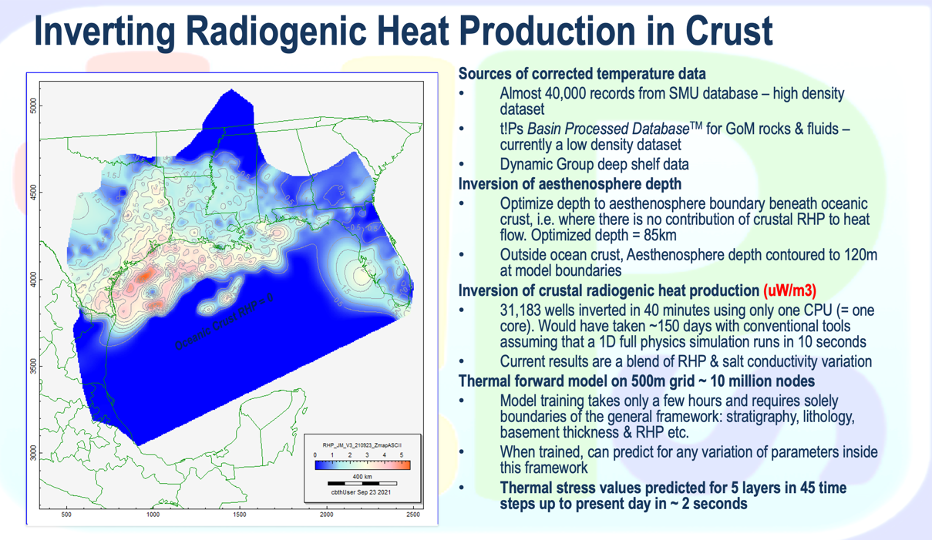 Inverting Radiogenic Heat Production in Crust
Sources of corrected temperature data
• Almost 40,000 records from SMU database – high density
dataset
• t!Ps Basin Processed Database™ for GoM rocks & fluids –
currently a low density dataset
• Dynamic Group deep shelf data
Inversion of aesthenosphere depth
• Optimize depth to aesthenosphere boundary beneath oceanic
crust, i.e. where there is no contribution of crustal RHP to heat
flow. Optimized depth = 85km
• Outside ocean crust, Aesthenosphere depth contoured to 120m
at model boundaries
Inversion of crustal radiogenic heat production (uW/m3)
• 31,183 wells inverted in 40 minutes using only one CPU (= one
core). Would have taken ~150 days with conventional tools
assuming that a 1D full physics simulation runs in 10 seconds
• Current results are a blend of RHP & salt conductivity variation
Thermal forward model on 500m grid ~ 10 million nodes
• Model training takes only a few hours and requires solely
boundaries of the general framework: stratigraphy, lithology,
basement thickness & RHP etc.
• When trained, can predict for any variation of parameters inside
this framework
• Thermal stress values predicted for 5 layers in 45 time
steps up to present day in ~ 2 seconds
5000
4500
4000
3500
3000
500 1000 1500 2000 2500
Oceanic Crust RHP = 0
RHP_JM_V3_210923_ZmapASCII
0 1 2 3 4 5
400 km
cbthUser Sep 23 2021